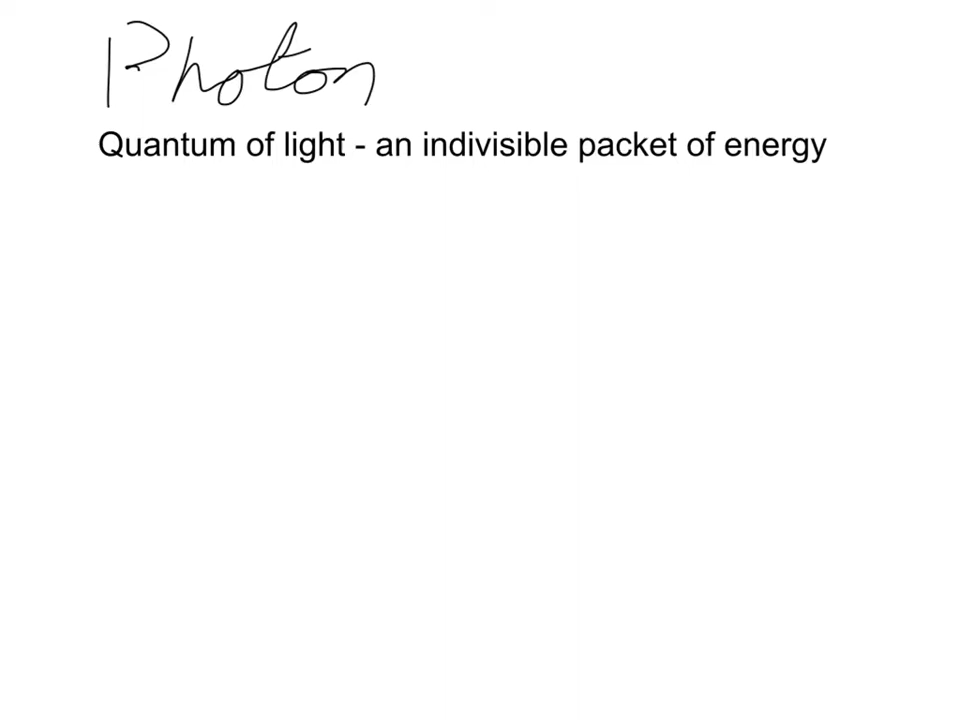 Photon
Quantum of light - an indivisible packet of energy